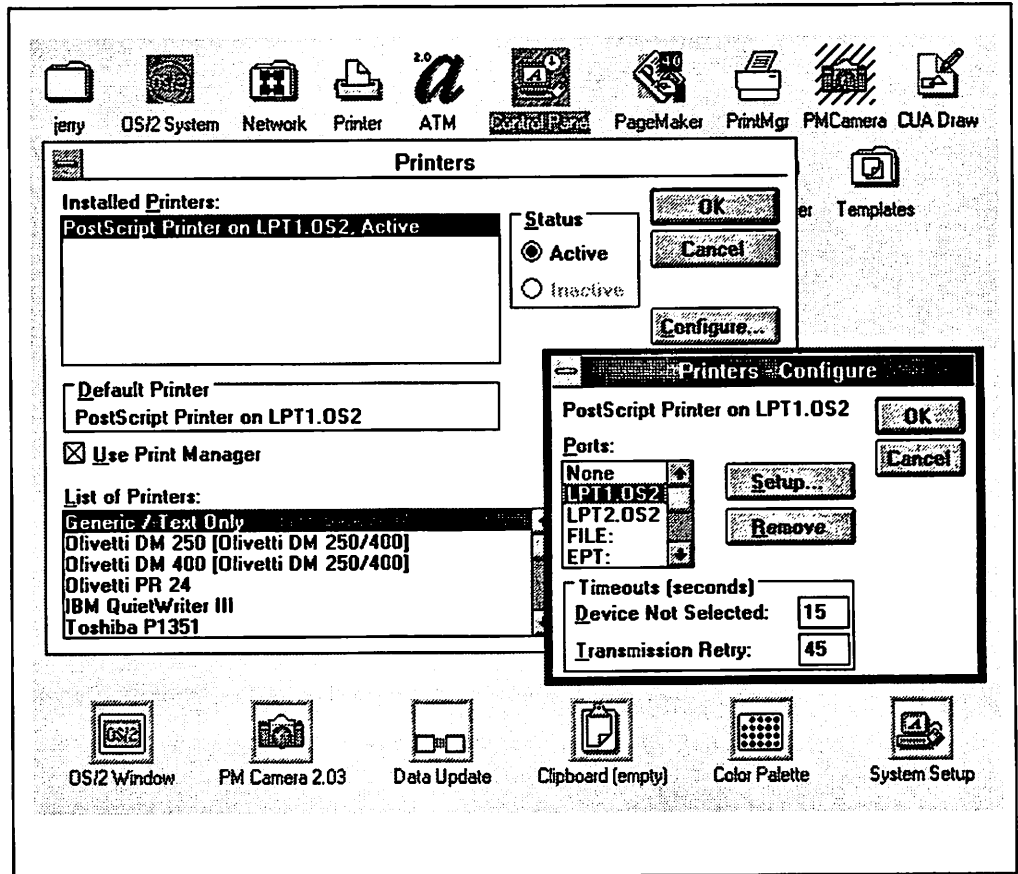 2.0
jerry OS/2 System Network Printer ATM Control Panel PageMaker PrintMgr PMCamera CUA Draw
Printers
er Templates
Installed Printers:
PostScript Printer on LPT1.OS2, Active
Status
Active
Inactive
OK
Cancel
Configure...
Default Printer
PostScript Printer on LPT1.OS2
Use Print Manager
List of Printers:
Generic / Text Only
Olivetti DM 250 [Olivetti DM 250/400]
Olivetti DM 400 [Olivetti DM 250/400]
Olivetti PR 24
IBM QuietWriter III
Toshiba P1351
Printers - Configure
PostScript Printer on LPT1.OS2
OK
Cancel
Ports:
None
LPT1.OS2
LPT2.OS2
FILE:
EPT:
Setup...
Remove
Timeouts (seconds)
Device Not Selected: 15
Transmission Retry: 45
OS/2
OS/2 Window PM Camera 2.03 Data Update Clipboard (empty) Color Palette System Setup